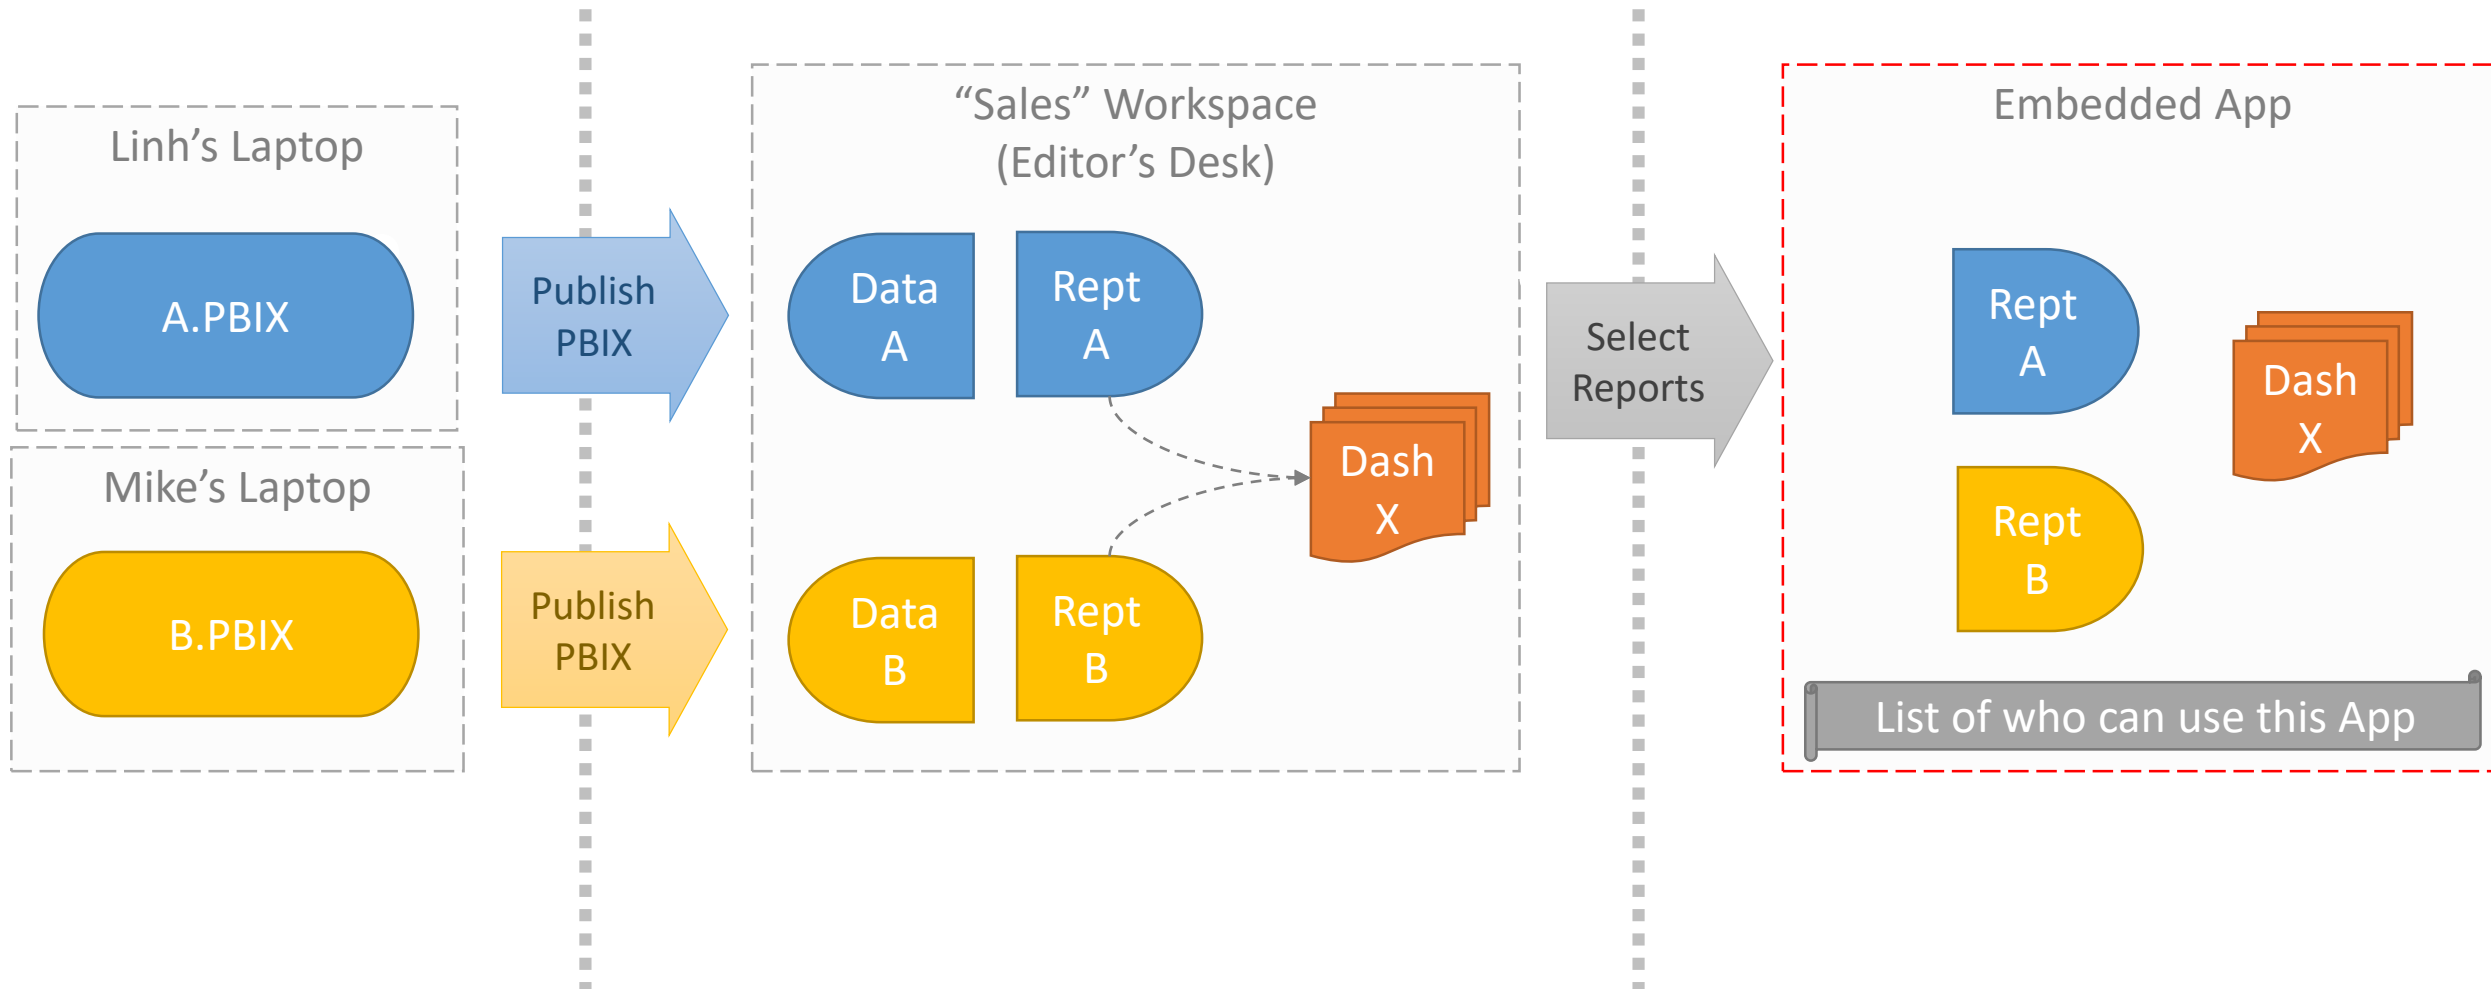 Linh’s Laptop
A.PBIX
Mike’s Laptop
B.PBIX
Publish
PBIX
Publish
PBIX
“Sales” Workspace
(Editor’s Desk)
Data
A
Rept
A
Dash
X
Data
B
Rept
B
Select
Reports
Embedded App
Rept
A
Dash
X
Rept
B
List of who can use this App